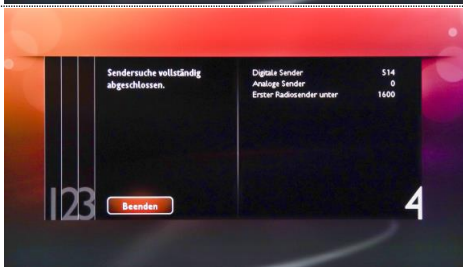 Sendersuche vollständig
abgeschlossen.
Digitale Sender 514
Analoge Sender 0
Erster Radiosender unter 1600
Beenden
123
4